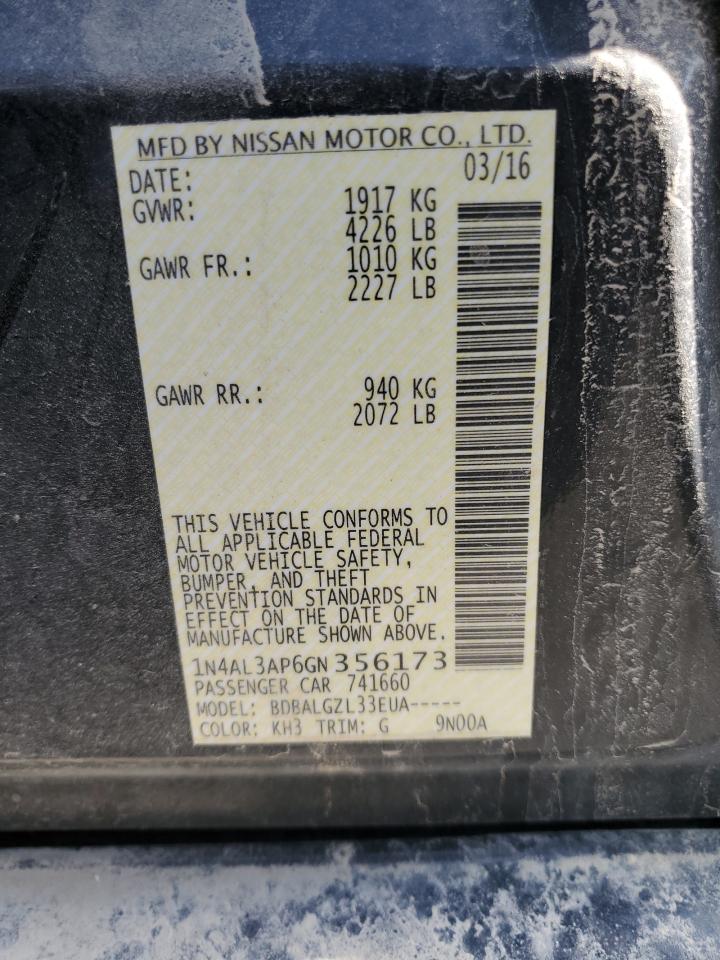 MFD BY NISSAN MOTOR CO., LTD.
DATE: 03/16
GVWR: 1917 KG
4226 LB
GAWR FR.: 1010 KG
2227 LB
GAWR RR.: 940 KG
2072 LB
THIS VEHICLE CONFORMS TO
ALL APPLICABLE FEDERAL
MOTOR VEHICLE SAFETY,
BUMPER, AND THEFT
PREVENTION STANDARDS IN
EFFECT ON THE DATE OF
MANUFACTURE SHOWN ABOVE.
1N4AL3AP6GN356173
PASSENGER CAR 741660
MODEL: BDBALGZL33EUA-----
COLOR: KH3 TRIM: G 9N00A